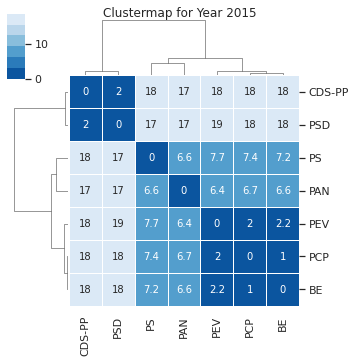 Clustermap for Year 2015
10
0
0 2 18 17 18 18 18 CDS-PP
2 0 17 17 19 18 18 PSD
18 17 0 6.6 7.7 7.4 7.2 PS
17 17 6.6 0 6.4 6.7 6.6 PAN
18 19 7.7 6.4 0 2 2.2 PEV
18 18 7.4 6.7 2 0 1 PCP
18 18 7.2 6.6 2.2 1 0 BE
CDS-PP PSD PS PAN PEV PCP BE